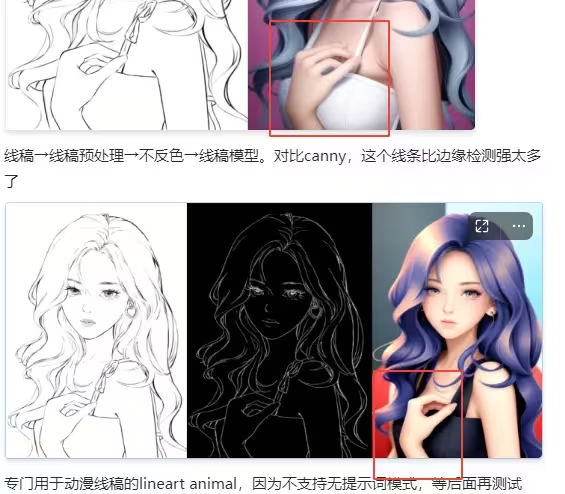 线稿→线稿预处理→不反色→线稿模型。对比canny，这个线条比边缘检测强太多
了
专门用于动漫线稿的lineart animal，因为不支持无提示词模式，等后面再测试